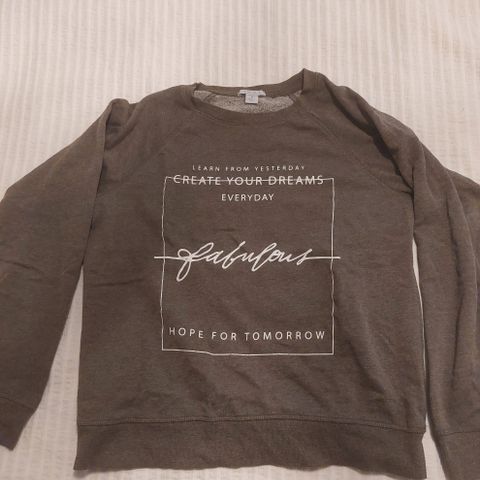 LEARN FROM YESTERDAY
CREATE YOUR DREAMS
EVERYDAY
fabulous
HOPE FOR TOMORROW